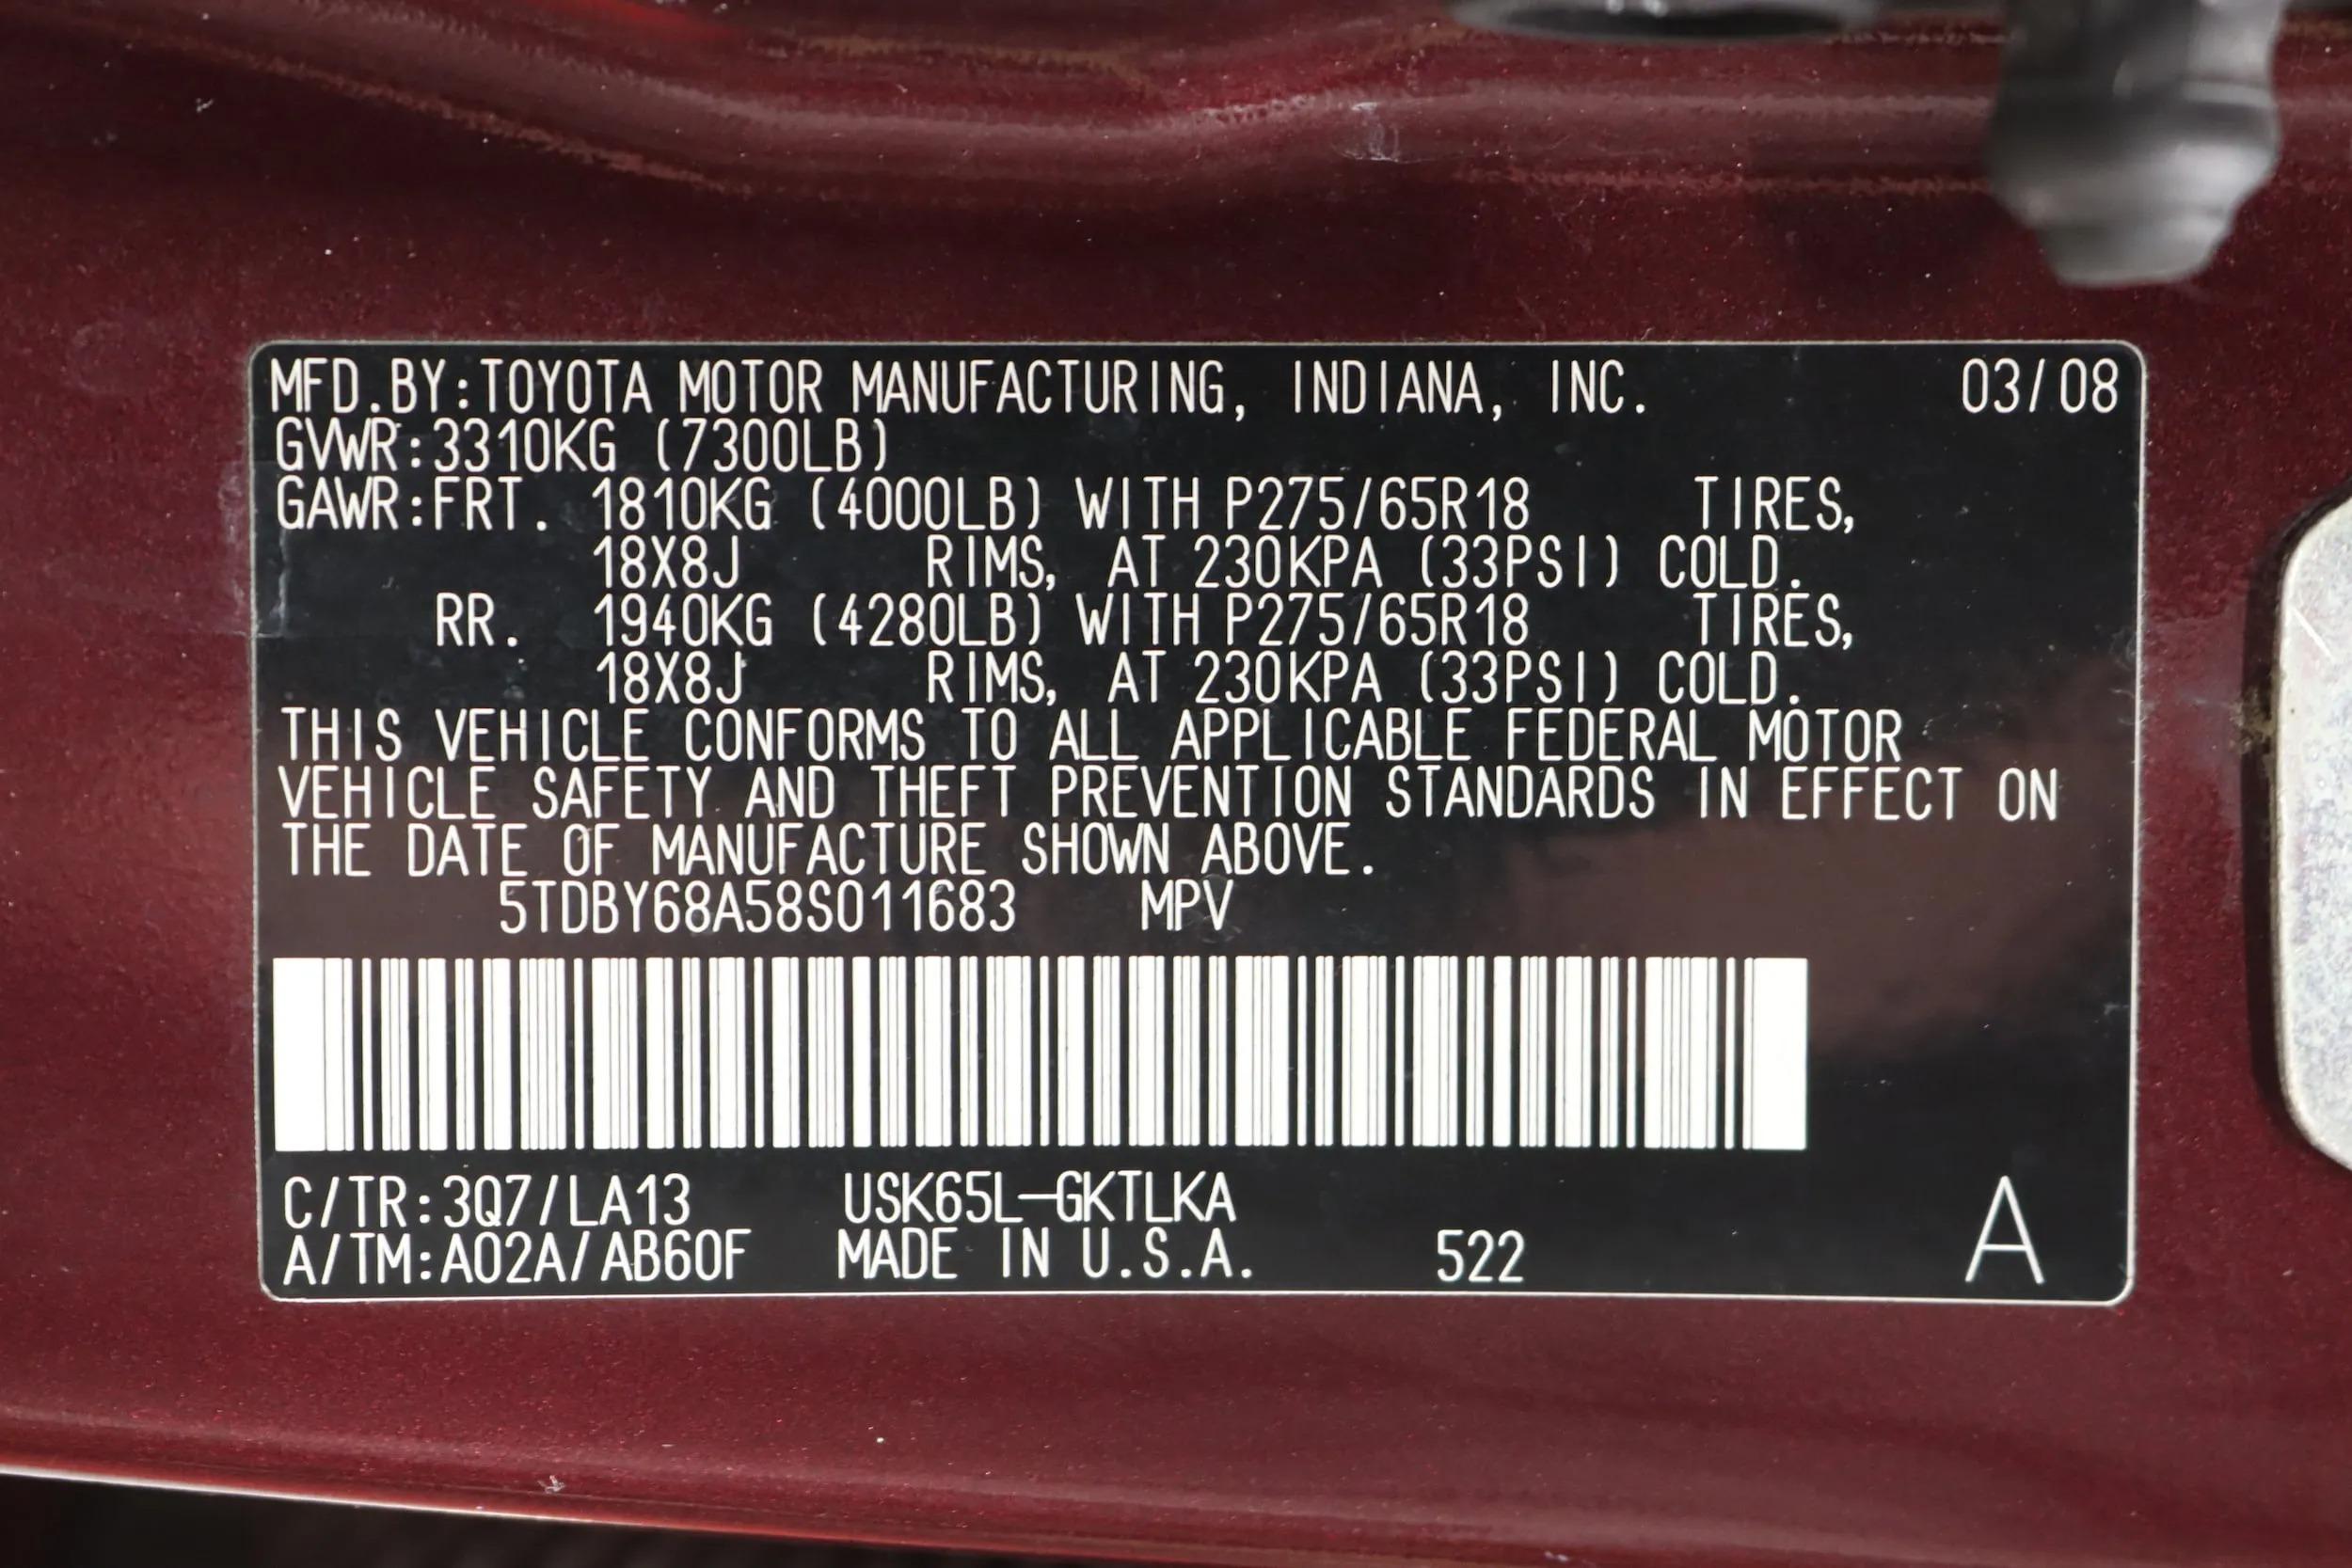 MFD.BY:TOYOTA MOTOR MANUFACTURING, INDIANA, INC. 03/08
GVWR:3310KG (7300LB)
GAWR:FRT. 1810KG (4000LB) WITH P275/65R18 TIRES,
18X8J RIMS, AT 230KPA (33PSI) COLD.
RR. 1940KG (4280LB) WITH P275/65R18 TIRES,
18X8J RIMS, AT 230KPA (33PSI) COLD.
THIS VEHICLE CONFORMS TO ALL APPLICABLE FEDERAL MOTOR
VEHICLE SAFETY AND THEFT PREVENTION STANDARDS IN EFFECT ON
THE DATE OF MANUFACTURE SHOWN ABOVE.
5TDBY68A58S011683 MPV
C/TR:3Q7/LA13 USK65L-GKTLKA
A/TM:A02A/AB60F MADE IN U.S.A. 522 A